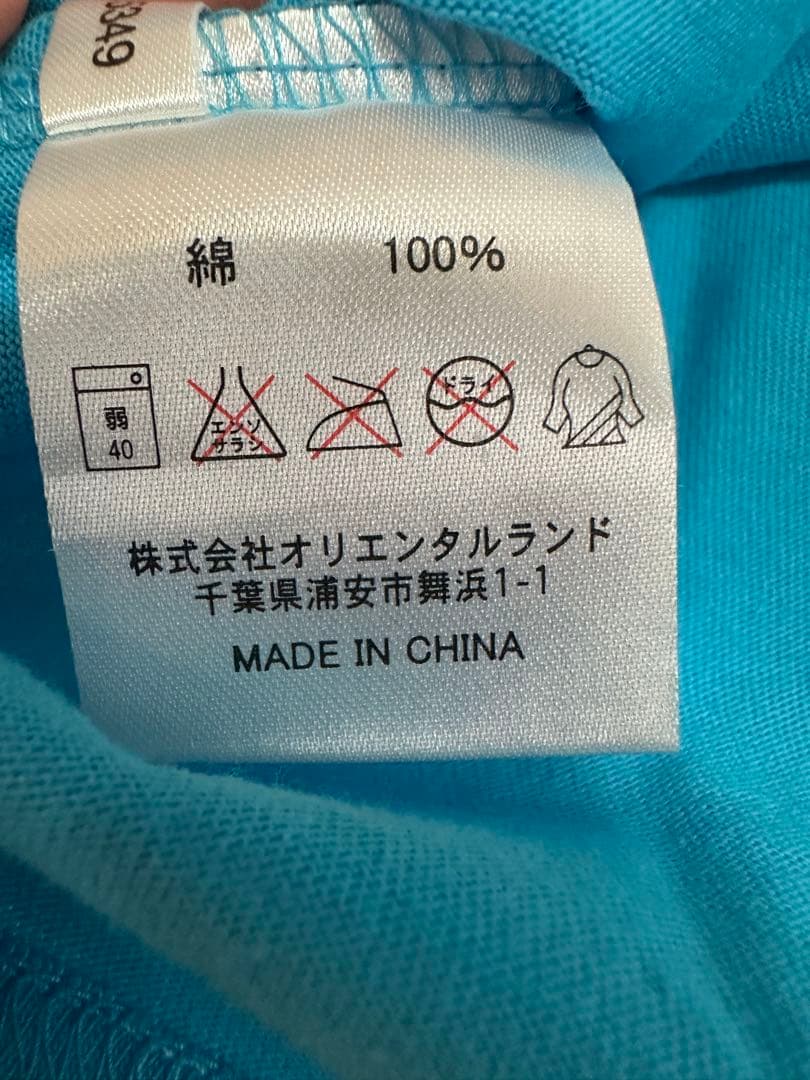 349
綿 100%
弱
40
エンソ
サラシ
ドライ
株式会社オリエンタルランド
千葉県浦安市舞浜1-1
MADE IN CHINA